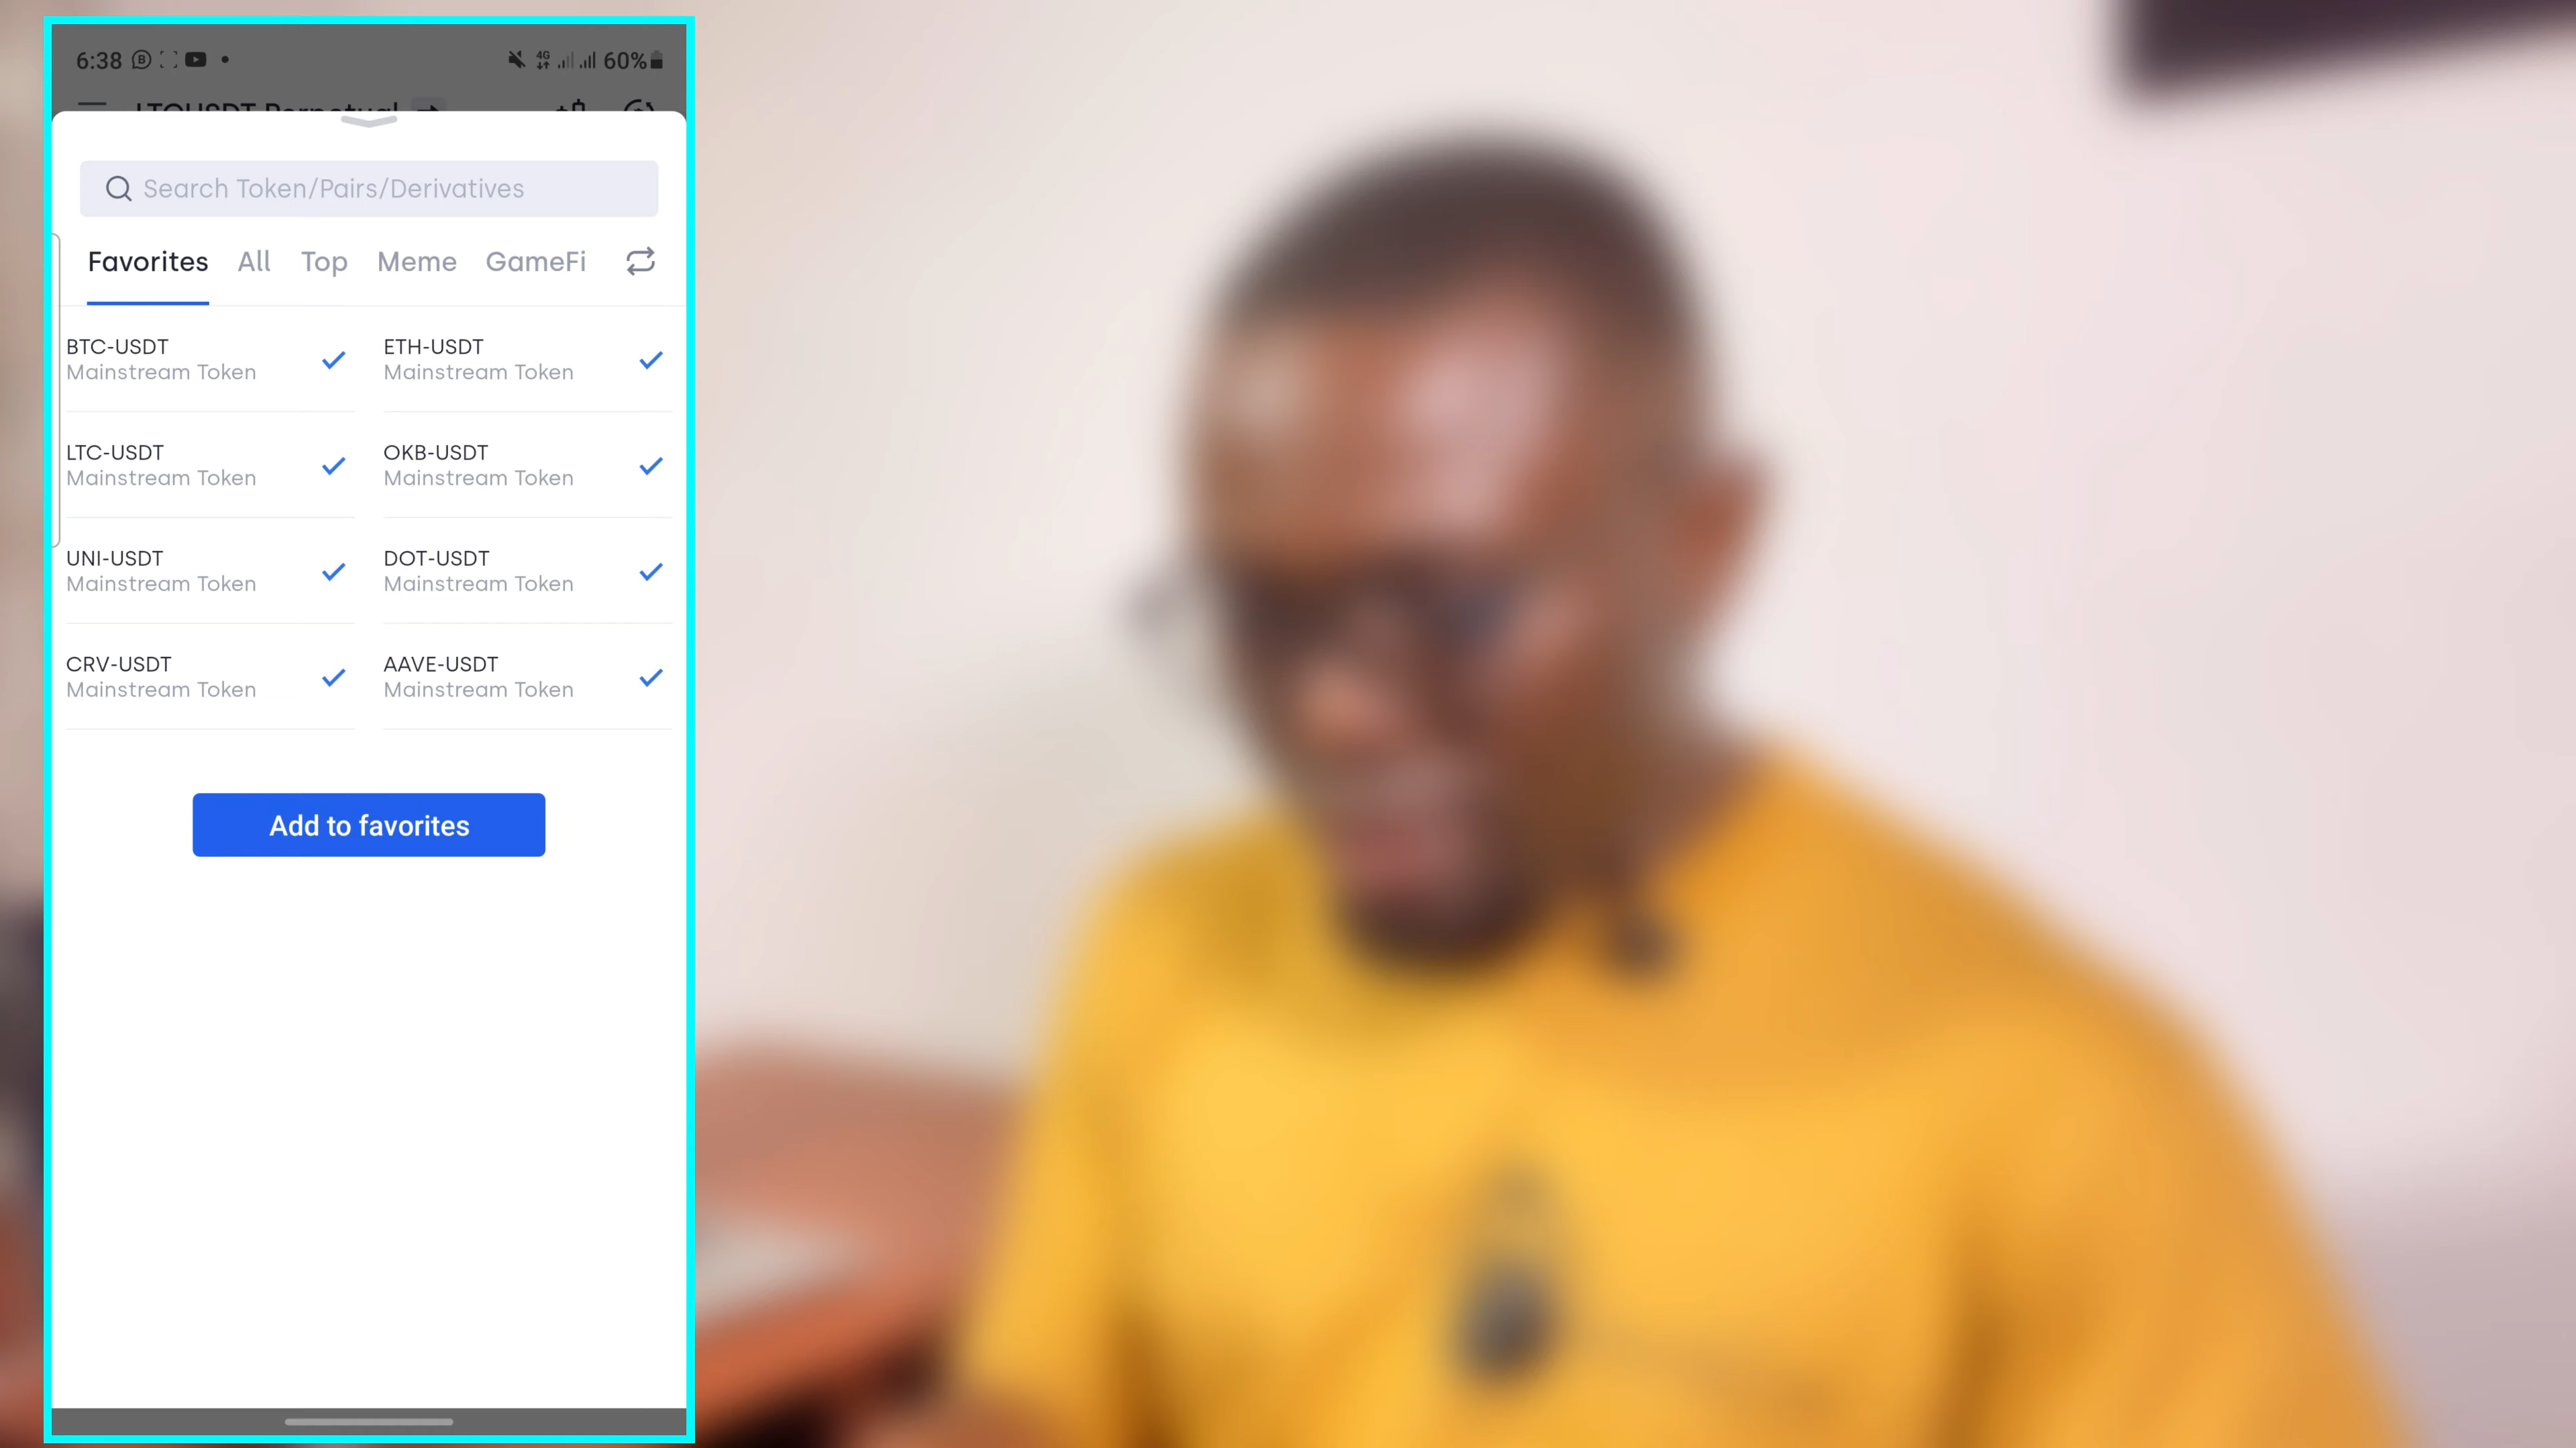 6:38 60%
LTCUSDT Perpetual
Search Token/Pairs/Derivatives
Favorites All Top Meme GameFi
BTC-USDT
Mainstream Token
ETH-USDT
Mainstream Token
LTC-USDT
Mainstream Token
OKB-USDT
Mainstream Token
UNI-USDT
Mainstream Token
DOT-USDT
Mainstream Token
CRV-USDT
Mainstream Token
AAVE-USDT
Mainstream Token
Add to favorites